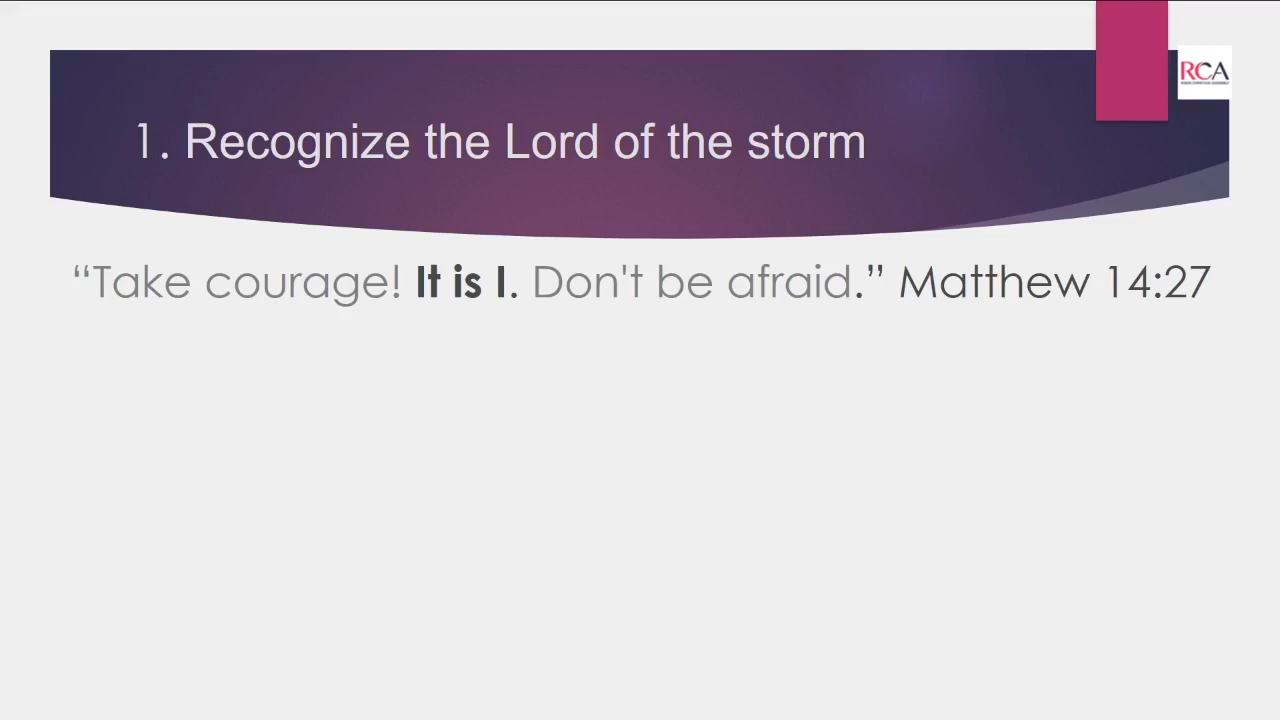 RCA
1. Recognize the Lord of the storm
“Take courage! It is I. Don't be afraid.” Matthew 14:27